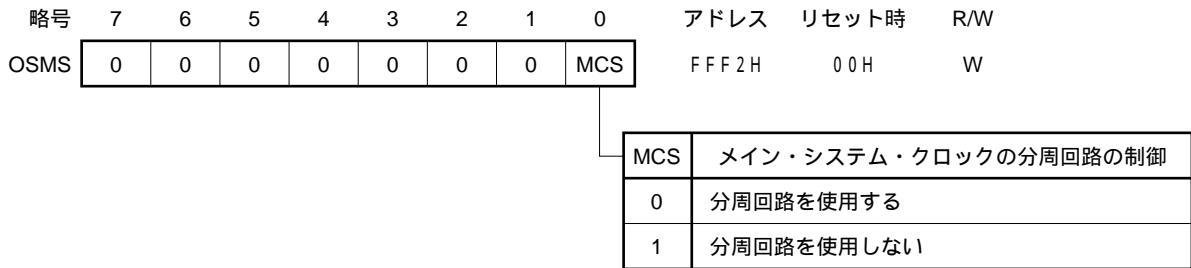 略号 7 6 5 4 3 2 1 0 アドレス リセット時 R/W
OSMS 0 0 0 0 0 0 0 MCS FFF2H 00H W
MCS メイン・システム・クロックの分周回路の制御
0 分周回路を使用する
1 分周回路を使用しない